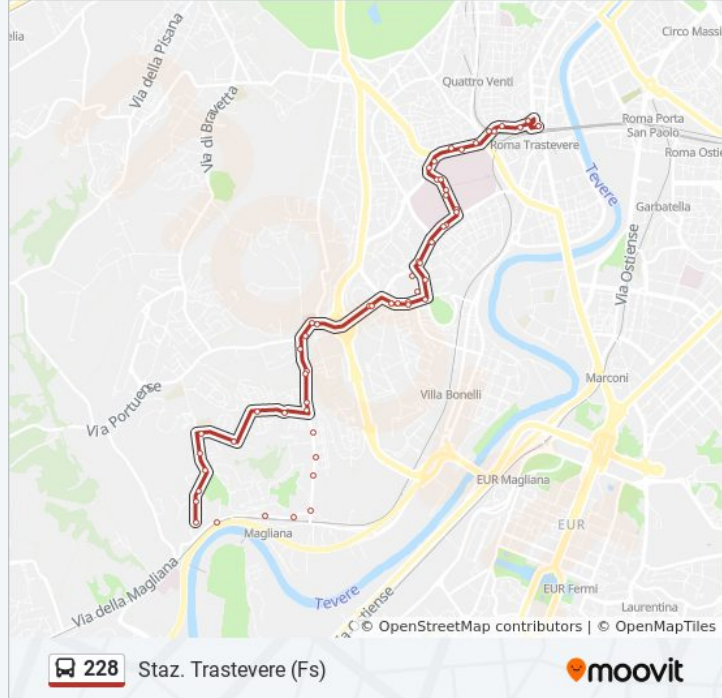 elia
Via della Pisana
Circo Massi
Quattro Venti
Via di Bravetta
Roma Porta
San Paolo
Roma Trastevere
Roma Ostie
Tevere
Garbatella
Via Ostiense
Marconi
Via Portuense
Villa Bonelli
EUR Magliana
EUR
Magliana
Via della Magliana
Tevere
EUR Fermi
Laurentina
a Ostiense
© OpenStreetMap contributors | © OpenMapTiles
228 Staz. Trastevere (Fs)
moovit